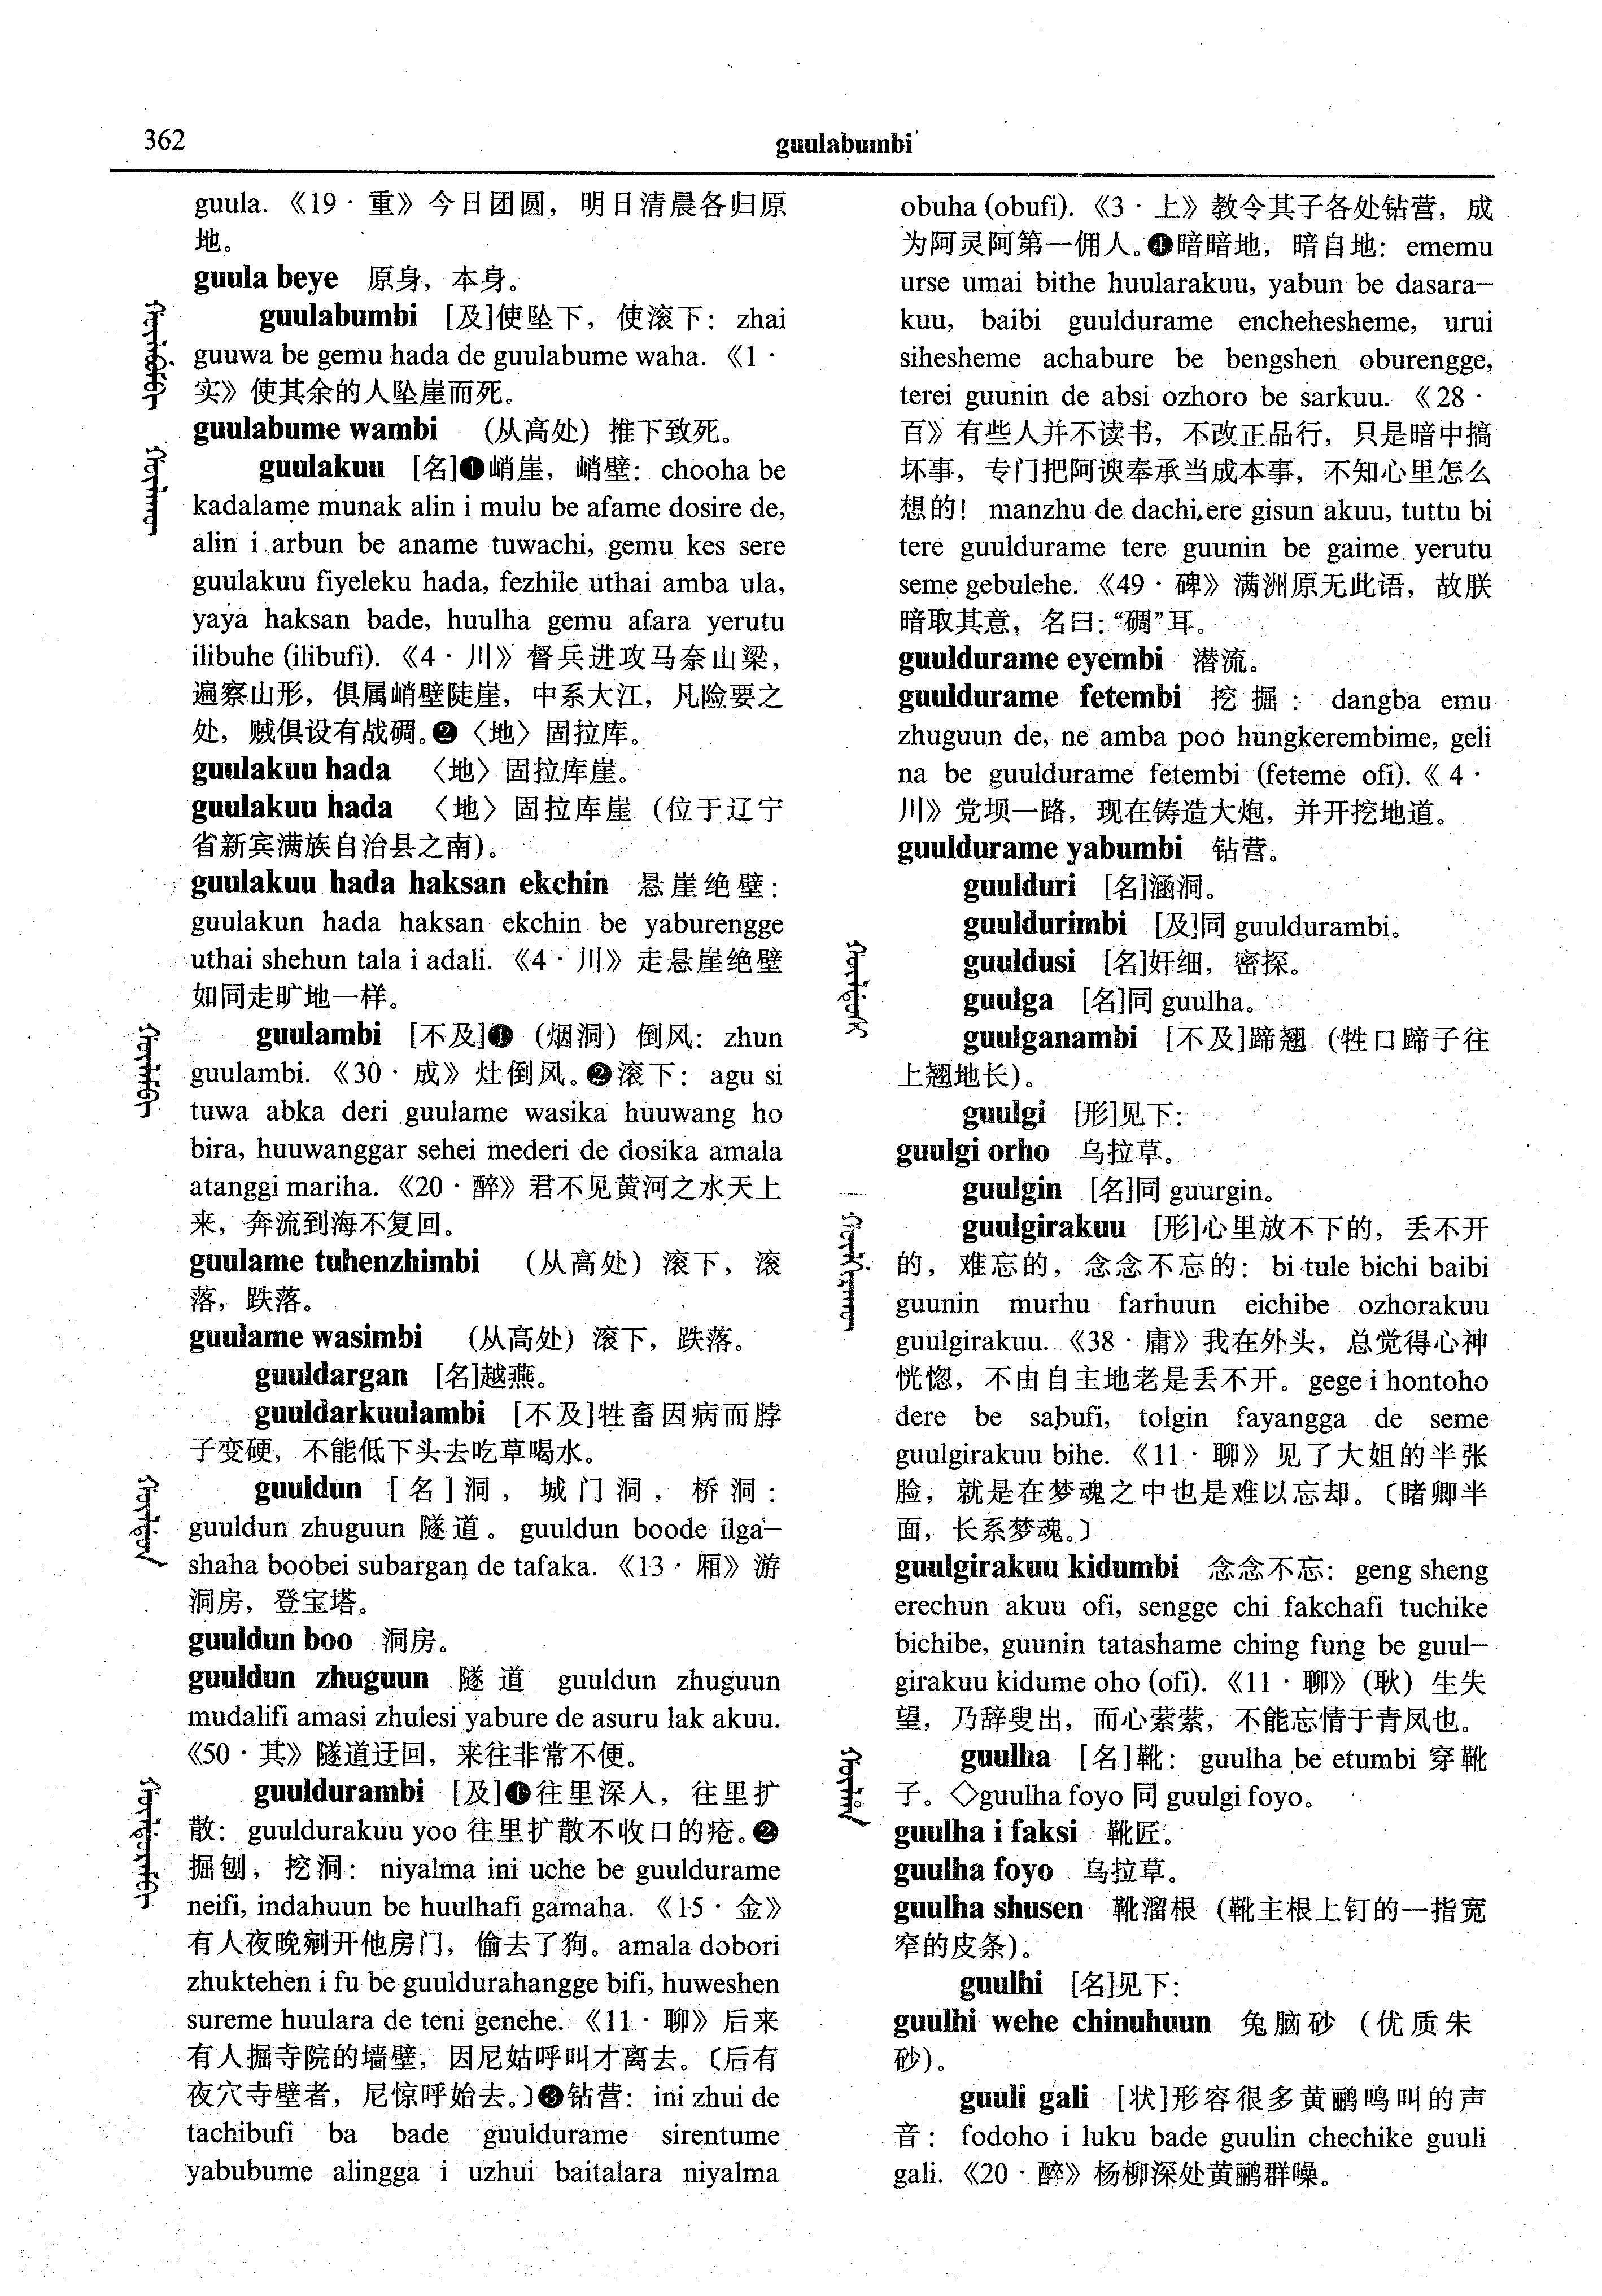 362
guulabumbi
guula. 《19 · 重》今日团圆，明日清晨各归原
地。
guula beye 原身，本身。
guulabumbi [及]使坠下，使滚下：zhai
guuwa be gemu hada de guulabume waha. 《1 ·
实》使其余的人坠崖而死。
guulabume wambi （从高处）推下致死。
guulakuu [名]❶峭崖，峭壁：chooha be
kadalame munak alin i mulu be afame dosire de,
alin i arbun be aname tuwachi, gemu kes sere
guulakuu fiyeleku hada, fezhile uthai amba ula,
yaya haksan bade, huulha gemu afara yerutu
ilibuhe (ilibufi). 《4 · 川》督兵进攻马奈山梁，
遍察山形，俱属峭壁陡崖，中系大江，凡险要之
处，贼俱设有战碉。❷〈地〉固拉库。
guulakuu hada 〈地〉固拉库崖。
guulakuu hada 〈地〉固拉库崖（位于辽宁
省新宾满族自治县之南）。
guulakuu hada haksan ekchin 悬崖绝壁：
guulakun hada haksan ekchin be yaburengge
uthai shehun tala i adali. 《4 · 川》走悬崖绝壁
如同走旷地一样。
guulambi [不及]❶（烟洞）倒风：zhun
guulambi. 《30 · 成》灶倒风。❷滚下：agu si
tuwa abka deri guulame wasika huuwang ho
bira, huuwanggar sehei mederi de dosika amala
atanggi mariha. 《20 · 醉》君不见黄河之水天上
来，奔流到海不复回。
guulame tuhenzhimbi （从高处）滚下，滚
落，跌落。
guulame wasimbi （从高处）滚下，跌落。
guuldargan [名]越燕。
guuldarkuulambi [不及]牲畜因病而脖
子变硬，不能低下头去吃草喝水。
guuldun [名]洞，城门洞，桥洞：
guuldun zhuguun 隧道。guuldun boode ilga-
shaha boobei subargan de tafaka. 《13 · 厢》游
洞房，登宝塔。
guuldun boo 洞房。
guuldun zhuguun 隧道 guuldun zhuguun
mudalifi amasi zhulesi yabure de asuru lak akuu.
《50 · 其》隧道迂回，来往非常不便。
guuldurambi [及]❶往里深入，往里扩
散：guuldurakuu yoo 往里扩散不收口的疮。❷
掘刨，挖洞：niyalma ini uche be guuldurame
neifi, indahuun be huulhafi gamaha. 《15 · 金》
有人夜晚剜开他房门，偷去了狗。amala dobori
zhuktehen i fu be guuldurahangge bifi, huweshen
sureme huulara de teni genehe. 《11 · 聊》后来
有人掘寺院的墙壁，因尼姑呼叫才离去。〔后有
夜穴寺壁者，尼惊呼始去。〕❸钻营：ini zhui de
tachibufi ba bade guuldurame sirentume
yabubume alingga i uzhui baitalara niyalma
obuha (obufi). 《3 · 上》教令其子各处钻营，成
为阿灵阿第一佣人。❹暗暗地，暗自地：ememu
urse umai bithe huularakuu, yabun be dasara-
kuu, baibi guuldurame enchehesheme, urui
sihesheme achabure be bengshen oburengge,
terei guunin de absi ozhoro be sarkuu. 《28 ·
百》有些人并不读书，不改正品行，只是暗中搞
坏事，专门把阿谀奉承当成本事，不知心里怎么
想的！manzhu de dachi ere gisun akuu, tuttu bi
tere guuldurame tere guunin be gaime yerutu
seme gebulehe. 《49 · 碑》满洲原无此语，故朕
暗取其意，名曰：“碉”耳。
guuldurame eyembi 潜流。
guuldurame fetembi 挖掘：dangba emu
zhuguun de, ne amba poo hungkerembime, geli
na be guuldurame fetembi (feteme ofi). 《4 ·
川》党坝一路，现在铸造大炮，并开挖地道。
guuldurame yabumbi 钻营。
guulduri [名]涵洞。
guuldurimbi [及]同 guuldurambi。
guuldusi [名]奸细，密探。
guulga [名]同 guulha。
guulganambi [不及]蹄翘（牲口蹄子往
上翘地长）。
guulgi [形]见下：
guulgi orho 乌拉草。
guulgin [名]同 guurgin。
guulgirakuu [形]心里放不下的，丢不开
的，难忘的，念念不忘的：bi tule bichi baibi
guunin murhu farhuun eichibe ozhorakuu
guulgirakuu. 《38 · 庸》我在外头，总觉得心神
恍惚，不由自主地老是丢不开。gege i hontoho
dere be sabufi, tolgin fayangga de seme
guulgirakuu bihe. 《11 · 聊》见了大姐的半张
脸，就是在梦魂之中也是难以忘却。〔睹卿半
面，长系梦魂。〕
guulgirakuu kidumbi 念念不忘：geng sheng
erechun akuu ofi, sengge chi fakchafi tuchike
bichibe, guunin tatashame ching fung be guul-
girakuu kidume oho (ofi). 《11 · 聊》（耿）生失
望，乃辞叟出，而心萦萦，不能忘情于青凤也。
guulha [名]靴：guulha be etumbi 穿靴
子。◇guulha foyo 同 guulgi foyo。
guulha i faksi 靴匠。
guulha foyo 乌拉草。
guulha shusen 靴溜根（靴主根上钉的一指宽
窄的皮条）。
guulhi [名]见下：
guulhi wehe chinuhuun 兔脑砂（优质朱
砂）。
guuli gali [状]形容很多黄鹂鸣叫的声
音：fodoho i luku bade guulin chechike guuli
gali. 《20 · 醉》杨柳深处黄鹂群噪。